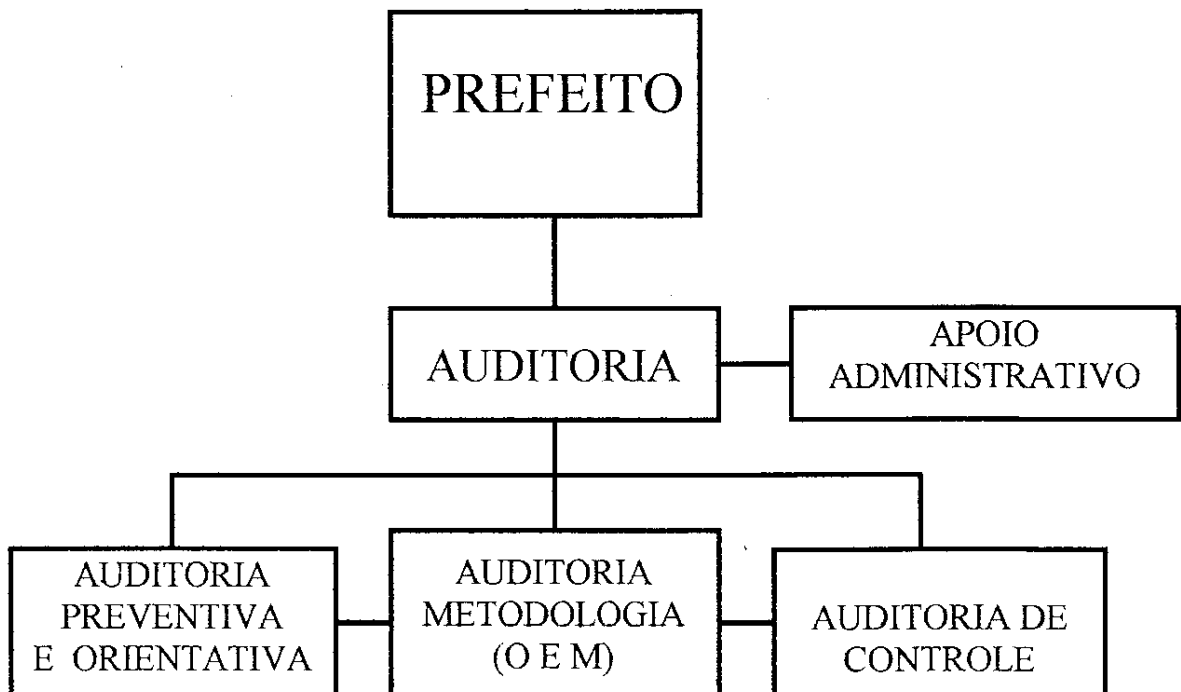 PREFEITO
AUDITORIA
APOIO
ADMINISTRATIVO
AUDITORIA
PREVENTIVA
E ORIENTATIVA
AUDITORIA
METODOLOGIA
(O E M)
AUDITORIA DE
CONTROLE